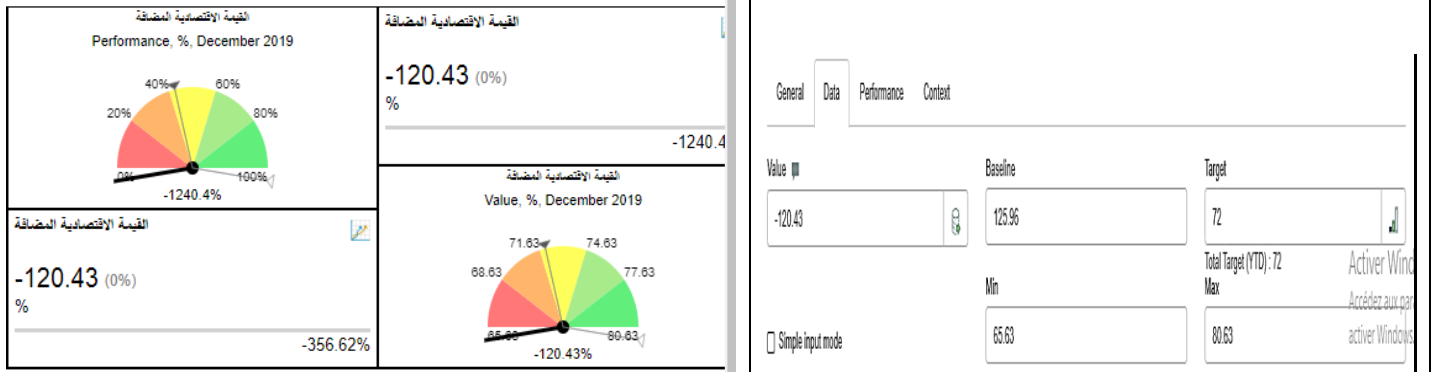 القيمة الاقتصادية المضافة
Performance, %, December 2019
0%
20%
40%
60%
80%
100%
-1240.4%
القيمة الاقتصادية المضافة
-120.43 (0%)
%
-356.62%
القيمة الاقتصادية المضافة
-120.43 (0%)
%
-1240.4
القيمة الاقتصادية المضافة
Value, %, December 2019
65.63
68.63
71.63
74.63
77.63
80.63
-120.43%
General Data Performance Context
Value Baseline Target
-120.43 125.96 72
Total Target (YTD) : 72
Min Max
Simple input mode 65.63 80.63
Activer Wind
Accédez aux par
activer Windows.